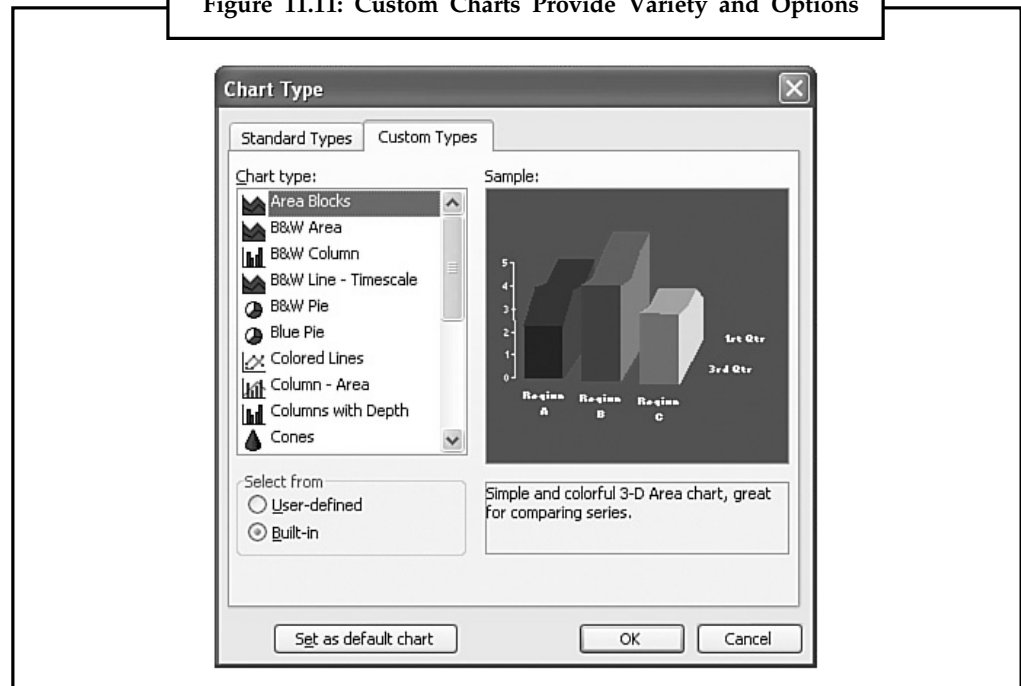 Figure 11.11: Custom Charts Provide Variety and Options
Chart Type
Standard Types
Custom Types
Chart type:
Area Blocks
B&W Area
B&W Column
B&W Line - Timescale
B&W Pie
Blue Pie
Colored Lines
Column - Area
Columns with Depth
Cones
Sample:
5
4
3
2
1
0
Region A
Region B
Region C
1st Qtr
3rd Qtr
Select from
User-defined
Built-in
Simple and colorful 3-D Area chart, great
for comparing series.
Set as default chart
OK
Cancel